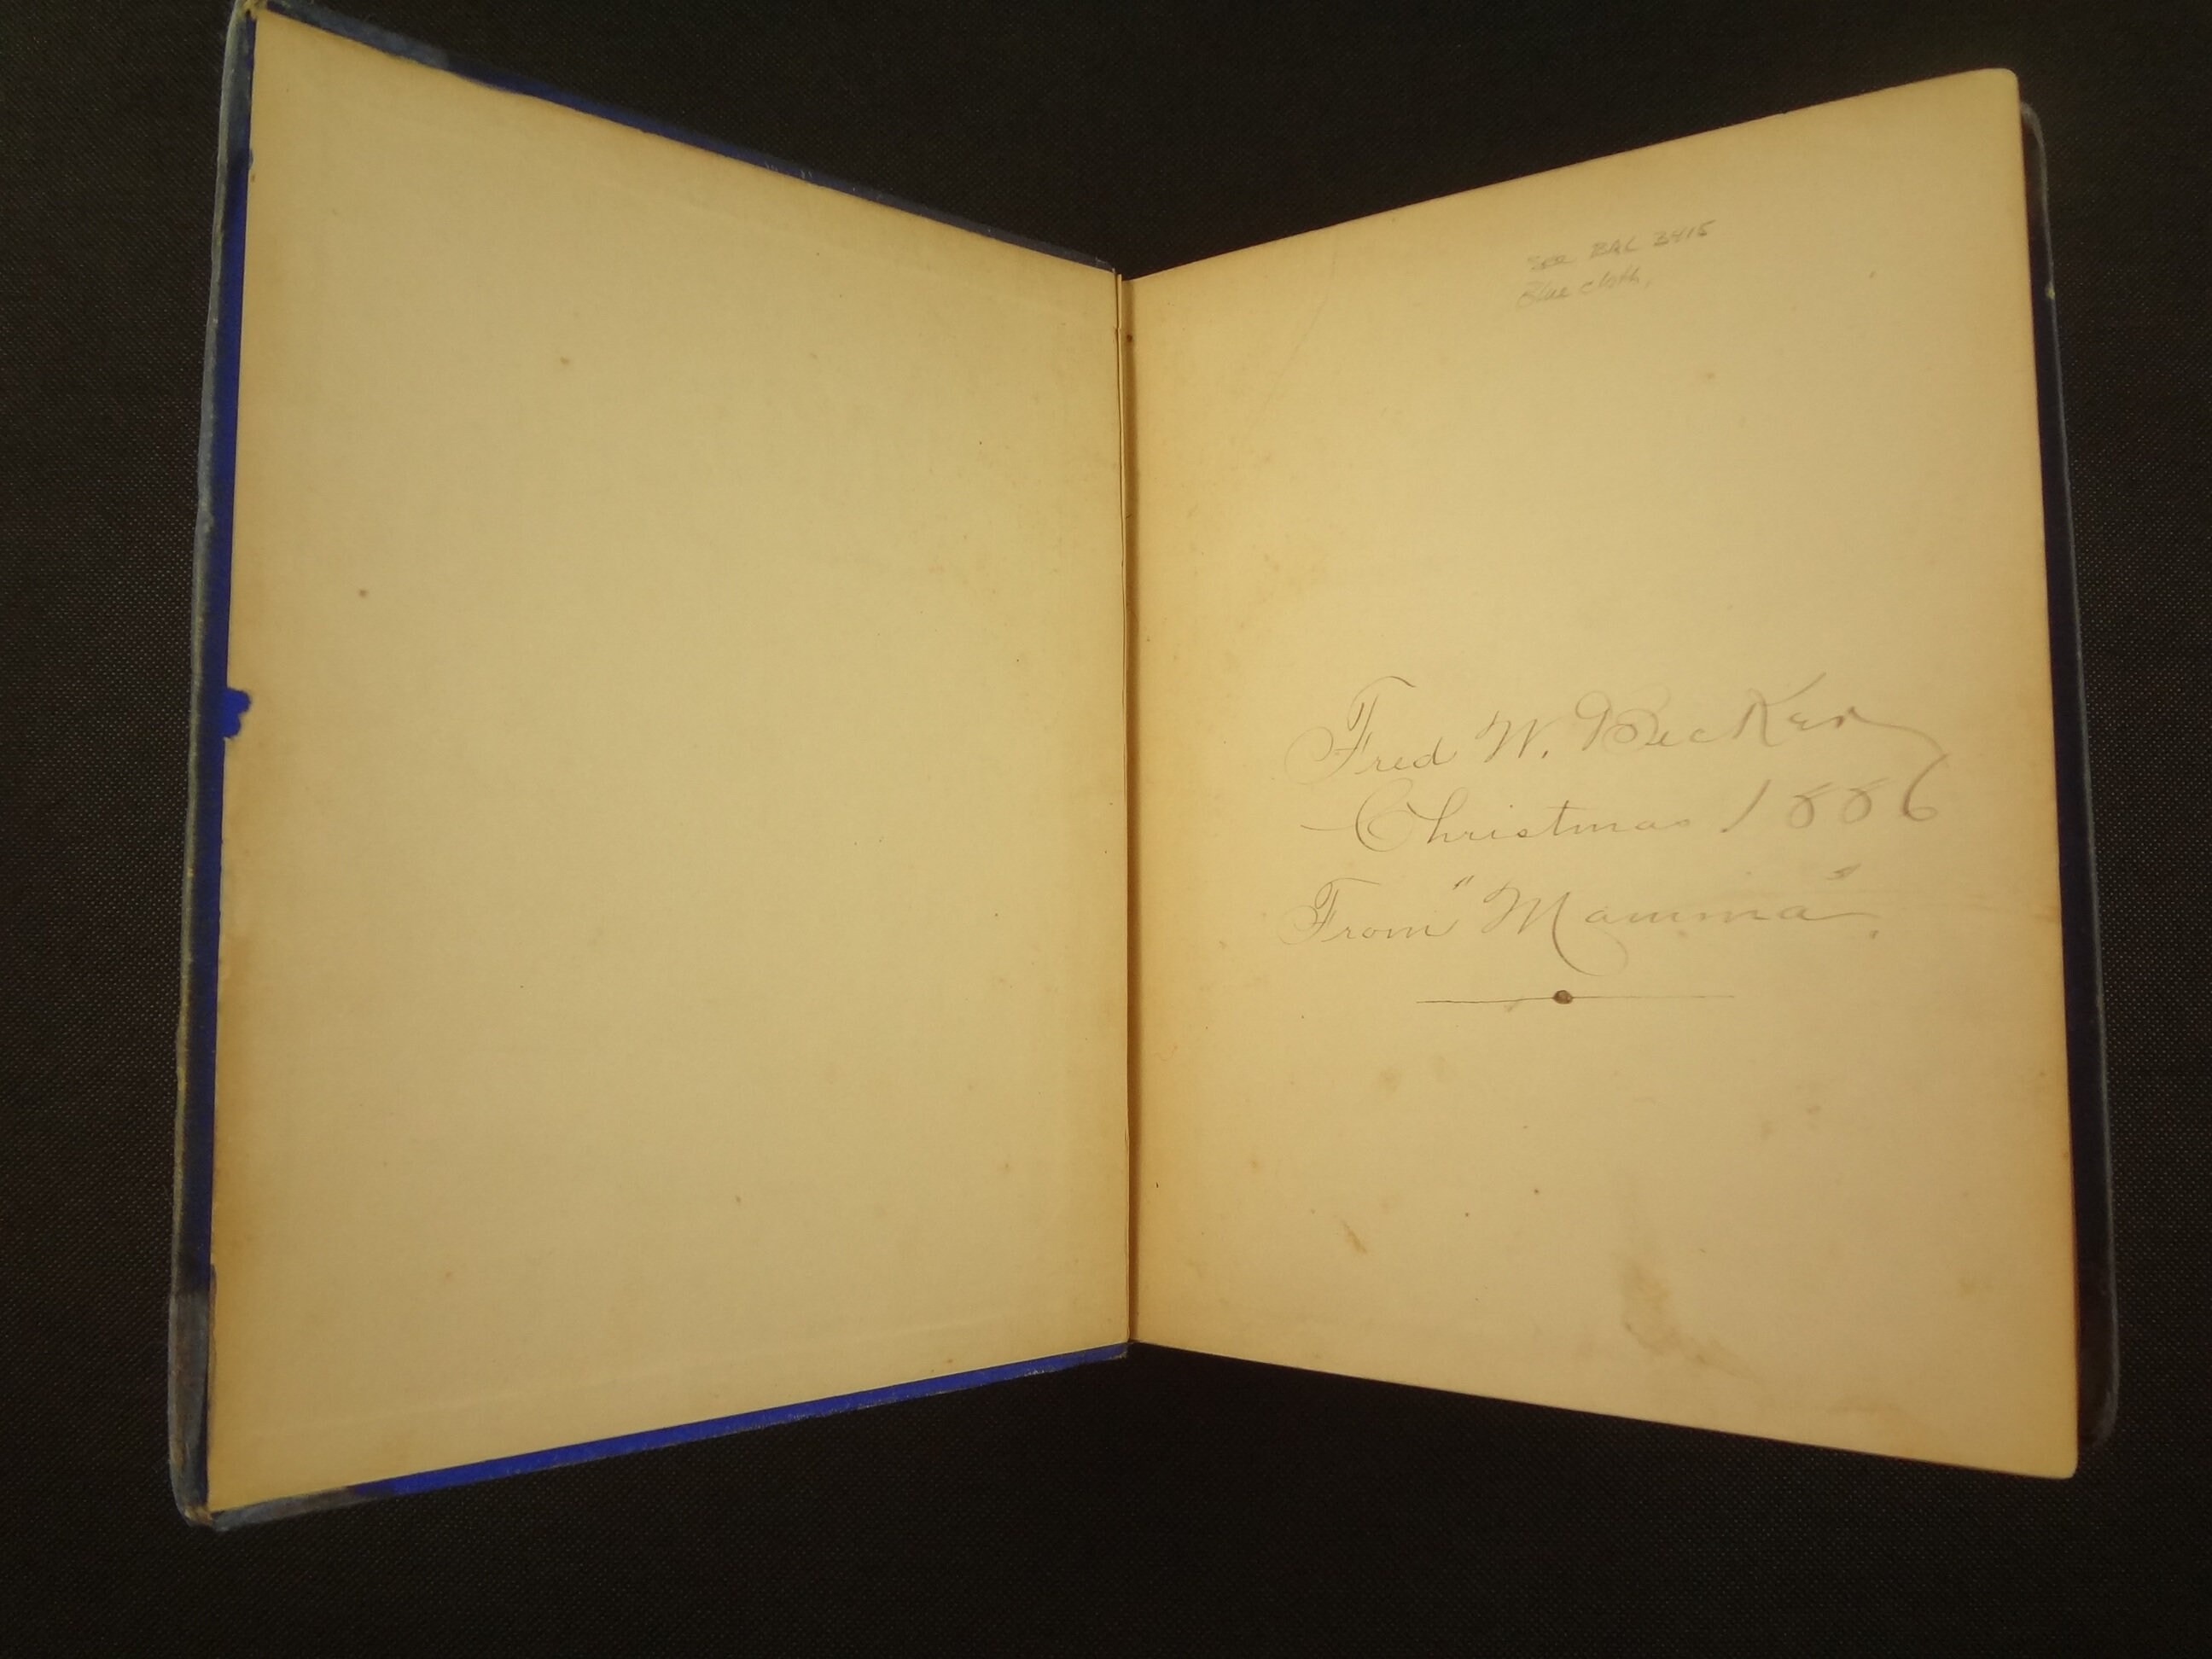 See BAL 3415
Blue cloth,
Fred W. Becker
Christmas 1886
From "Mamma".